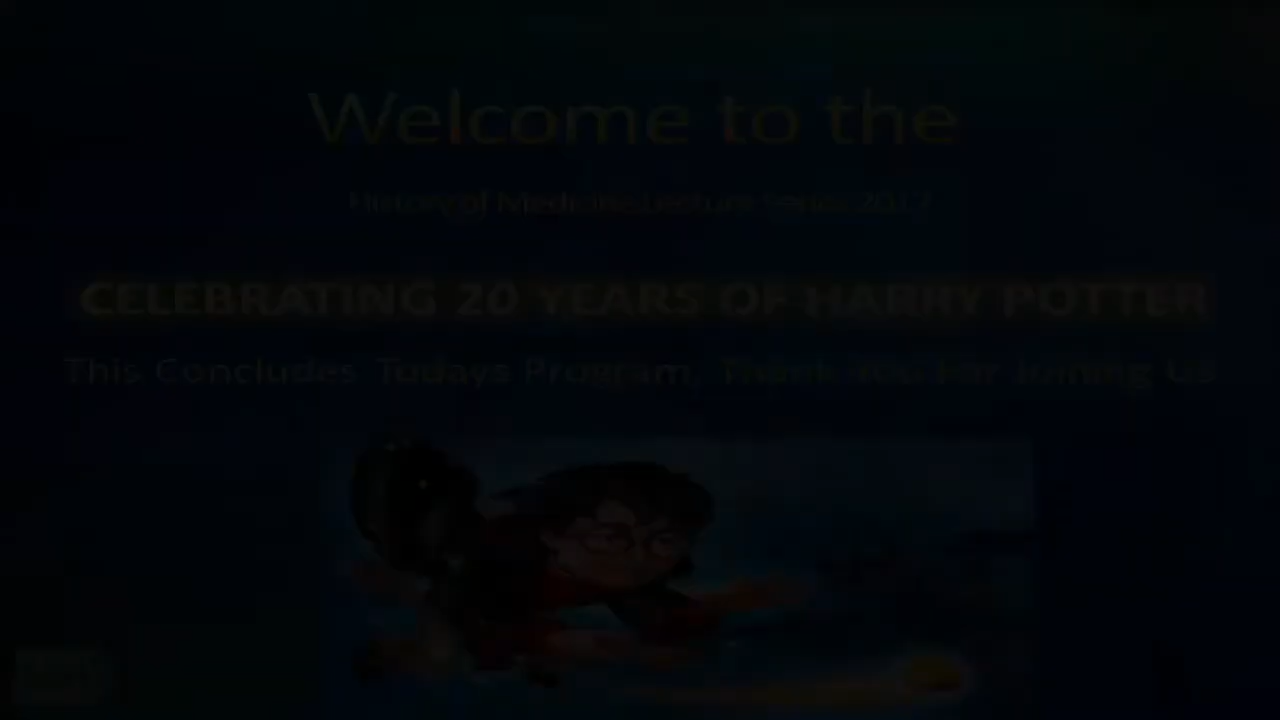 Welcome to the
History of Medicine Lecture Series 2017
CELEBRATING 20 YEARS OF HARRY POTTER
This Concludes Todays Program, Thank You For Joining Us